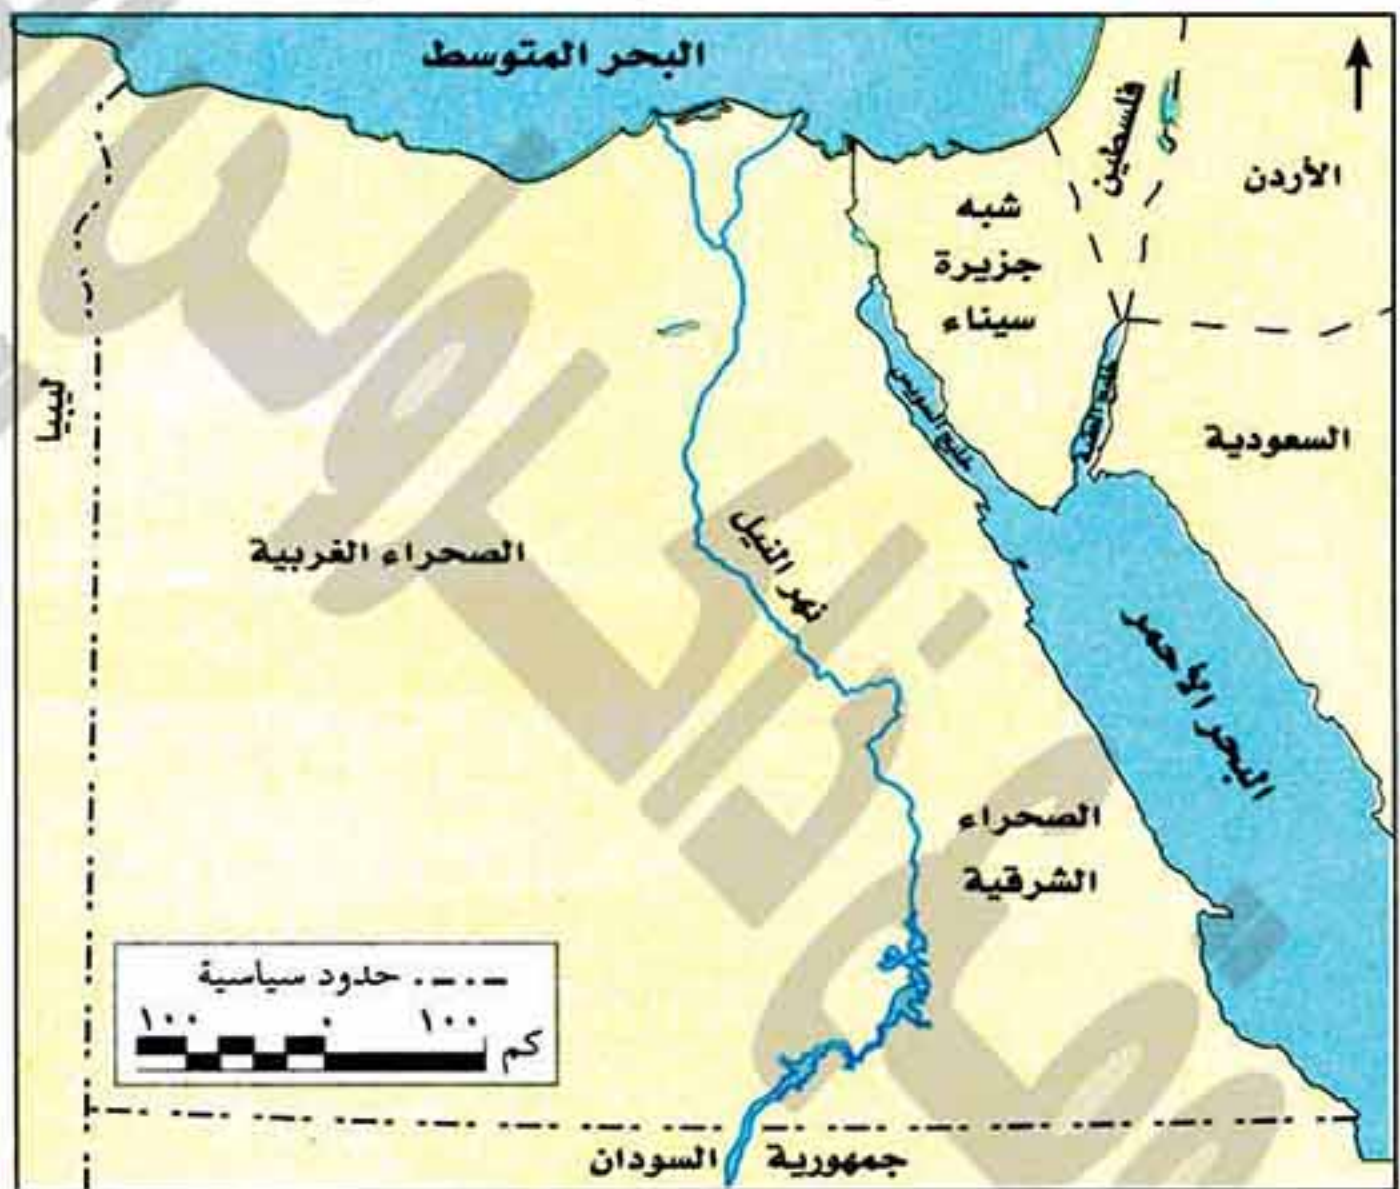 البحر المتوسط
فلسطين
الأردن
شبه
جزيرة
سيناء
خليج السويس
خليج العقبة
السعودية
ليبيا
الصحراء الغربية
نهر النيل
البحر الأحمر
الصحراء
الشرقية
حدود سياسية
١٠٠ ٠ ١٠٠
كم
جمهورية السودان